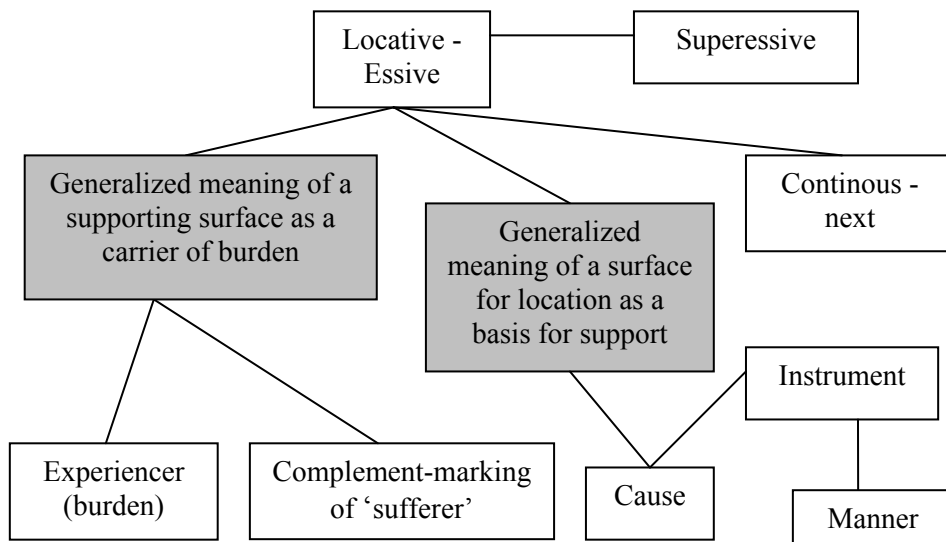 Locative -
Essive
Superessive
Generalized meaning of a
supporting surface as a
carrier of burden
Generalized
meaning of a surface
for location as a
basis for support
Continous -
next
Instrument
Experiencer
(burden)
Complement-marking
of ‘sufferer’
Cause
Manner